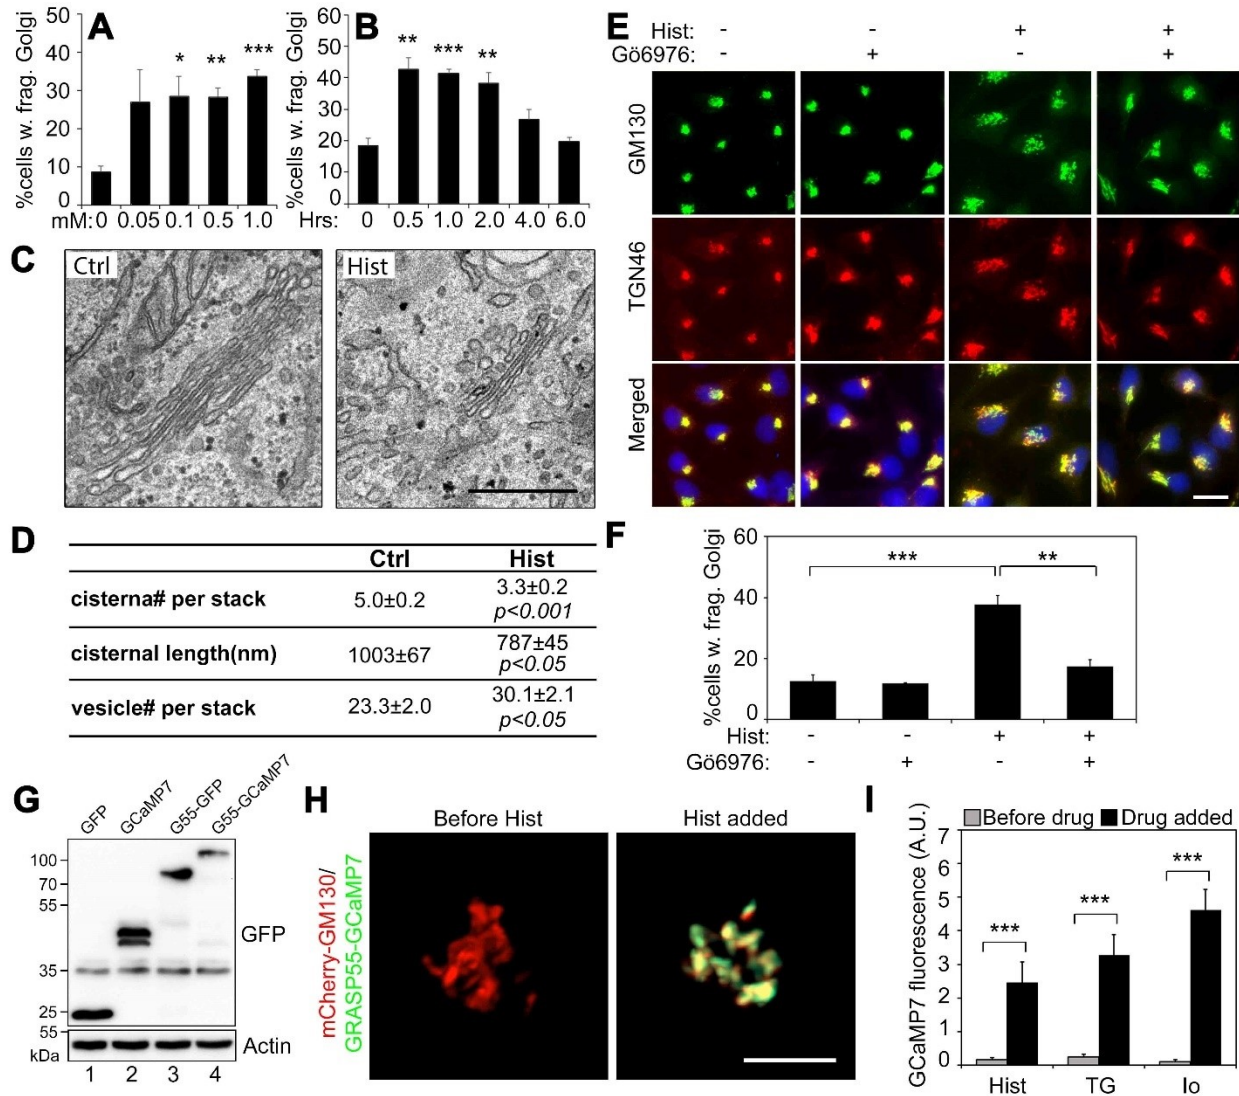 A
%cells w. frag. Golgi
50
40
30
20
10
0
* ** ***
mM: 0 0.05 0.1 0.5 1.0
B
%cells w. frag. Golgi
60
50
40
30
20
10
0
** *** **
Hrs: 0 0.5 1.0 2.0 4.0 6.0
C
Ctrl
Hist
D
Ctrl Hist
cisterna# per stack 5.0±0.2 3.3±0.2
p<0.001
cisternal length(nm) 1003±67 787±45
p<0.05
vesicle# per stack 23.3±2.0 30.1±2.1
p<0.05
E
Hist: - - + +
Gö6976: - + - +
GM130
TGN46
Merged
F
%cells w. frag. Golgi
60
40
20
0
*** **
Hist: - - + +
Gö6976: - + - +
G
GFP
GCaMP7
G55-GFP
G55-GCaMP7
100
70
55
35
25
55
kDa
GFP
Actin
1 2 3 4
H
Before Hist
Hist added
mCherry-GM130/
GRASP55-GCaMP7
I
Before drug Drug added
GCaMP7 fluorescence (A.U.)
7
6
5
4
3
2
1
0
*** *** ***
Hist TG Io